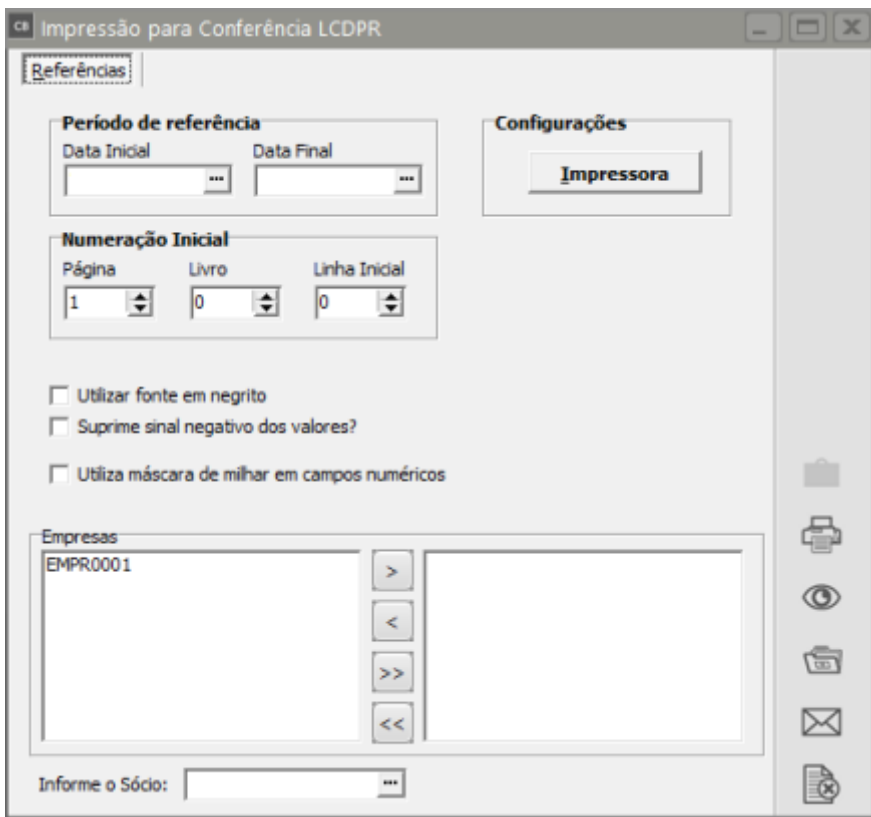 CB Impressão para Conferência LCDPR
Referências
Período de referência
Data Inicial Data Final
... ...
Configurações
Impressora
Numeração Inicial
Página Livro Linha Inicial
1 0 0
Utilizar fonte em negrito
Suprime sinal negativo dos valores?
Utiliza máscara de milhar em campos numéricos
Empresas
EMPR0001
>
<
>>
<<
Informe o Sócio: ...